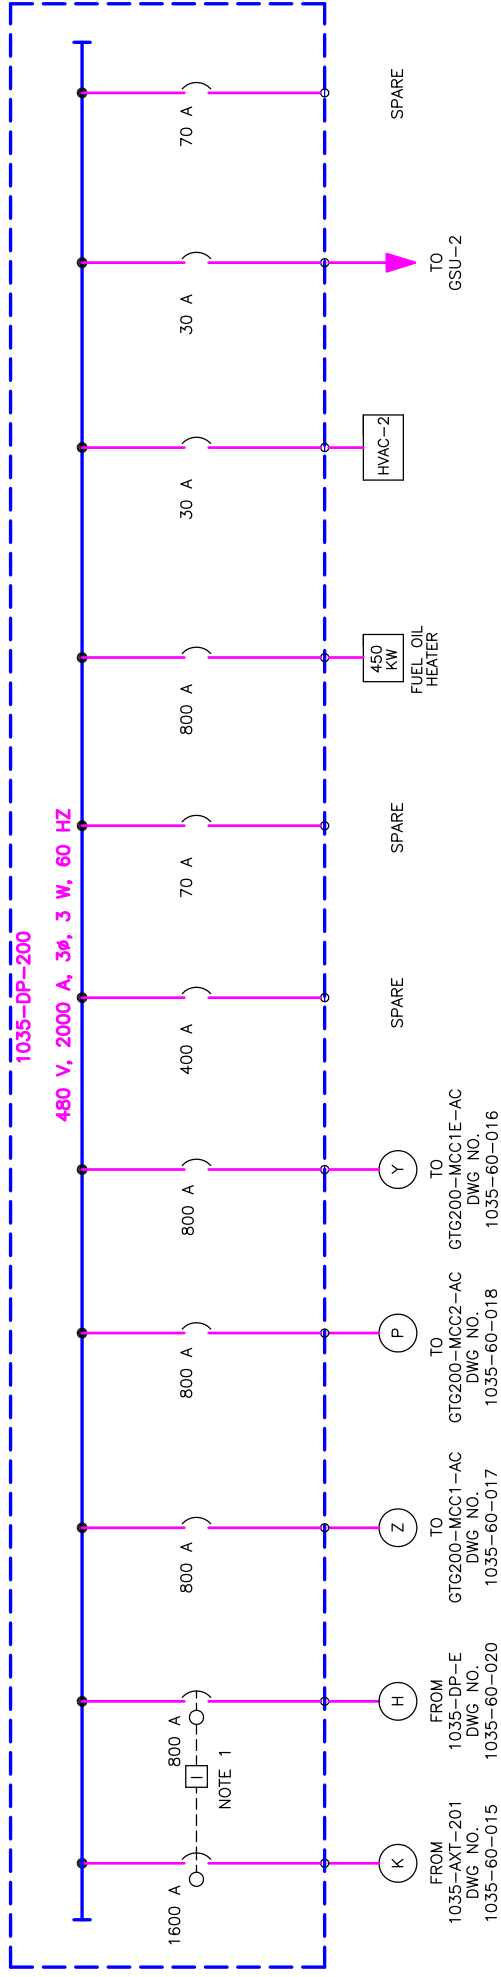 1035-DP-200
480 V, 2000 A, 3ø, 3 W, 60 HZ
1600 A
K
FROM
1035-AXT-201
DWG NO.
1035-60-015
I
NOTE 1
800 A
H
FROM
1035-DP-E
DWG NO.
1035-60-020
800 A
Z
TO
GTG200-MCC1-AC
DWG NO.
1035-60-017
800 A
P
TO
GTG200-MCC2-AC
DWG NO.
1035-60-018
800 A
Y
TO
GTG200-MCC1E-AC
DWG NO.
1035-60-016
400 A
SPARE
70 A
SPARE
800 A
450
KW
FUEL OIL
HEATER
30 A
HVAC-2
30 A
TO
GSU-2
70 A
SPARE